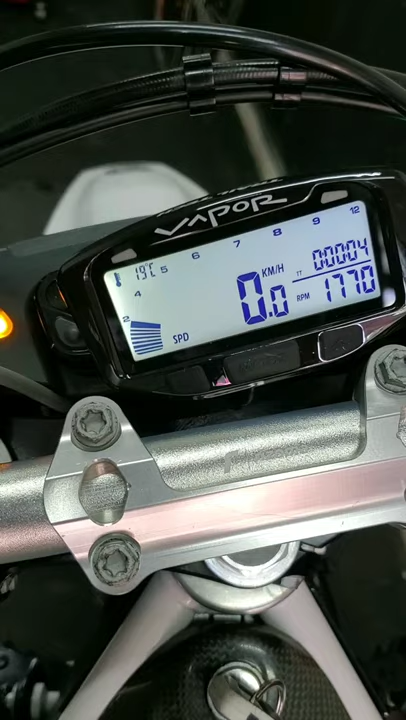 VAPOR
5 6 7 8 9 12
19°C
4
2
SPD
0.0 KM/H
TT 00004
RPM 1770